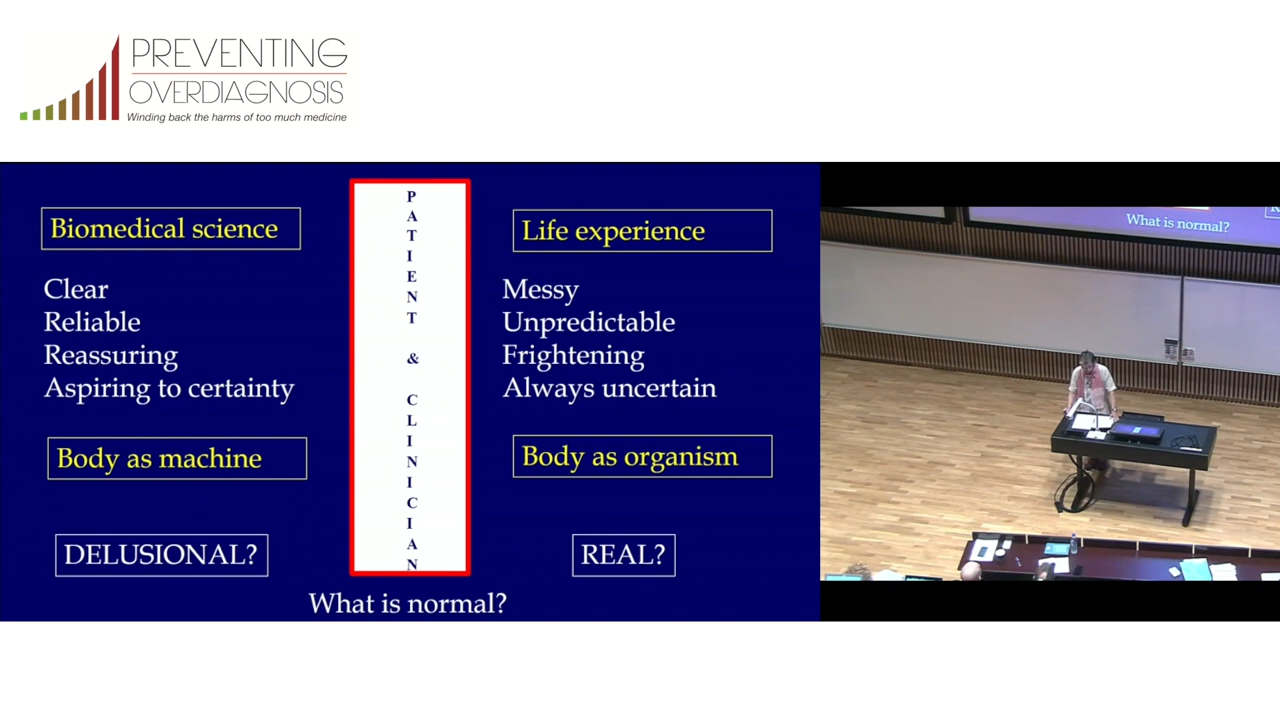 PREVENTING
OVERDIAGNOSIS
Winding back the harms of too much medicine
Biomedical science
Clear
Reliable
Reassuring
Aspiring to certainty
Body as machine
DELUSIONAL?
PATIENT & CLINICIAN
Life experience
Messy
Unpredictable
Frightening
Always uncertain
Body as organism
REAL?
What is normal?
What is normal?